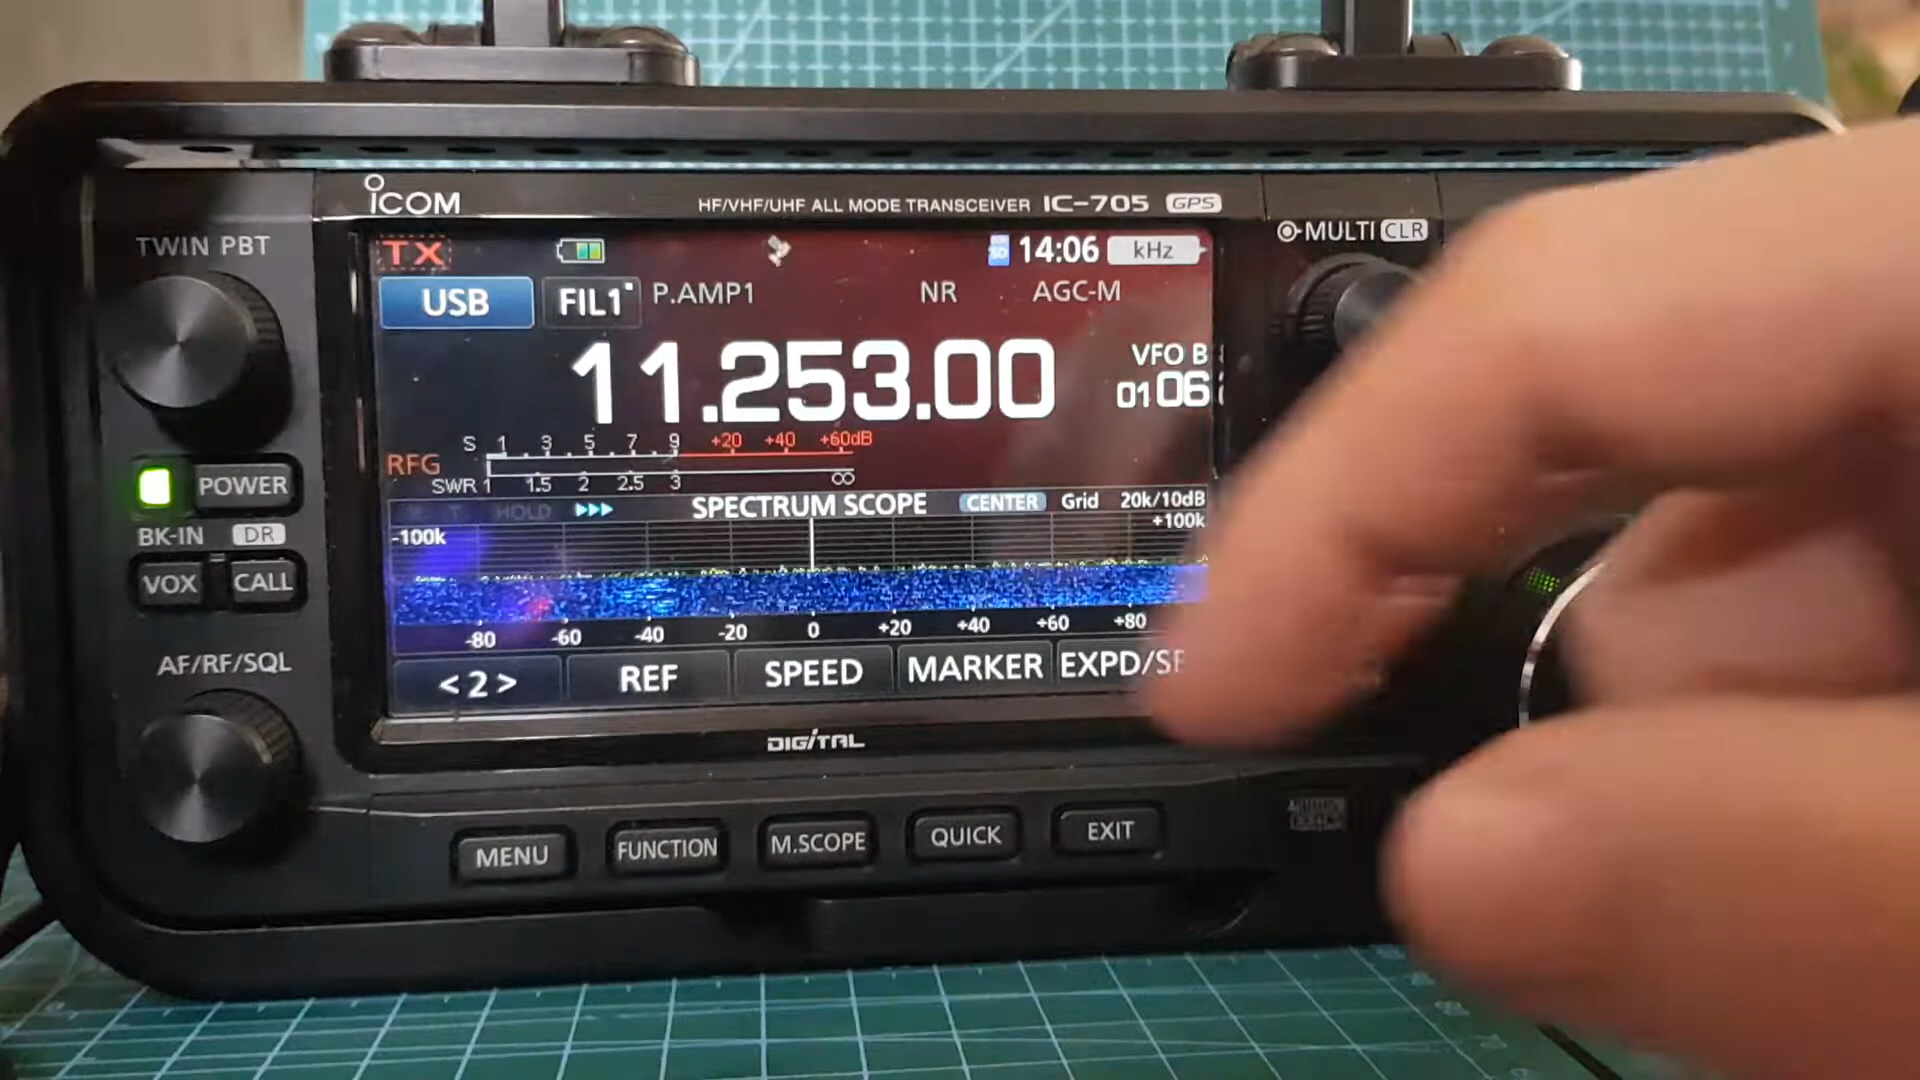 ICOM
HF/VHF/UHF ALL MODE TRANSCEIVER IC-705 GPS
TWIN PBT
MULTI CLR
TX 14:06 kHz
USB FIL1 P.AMP1 NR AGC-M
11.253.00
VFO B
01 06
S 1 3 5 7 9 +20 +40 +60dB
RFG
SWR 1 1.5 2 2.5 3 ∞
POWER
HOLD SPECTRUM SCOPE CENTER Grid 20k/10dB
-100k +100k
BK-IN DR
VOX CALL
-80 -60 -40 -20 0 +20 +40 +60 +80
AF/RF/SQL
<2> REF SPEED MARKER
DIGITAL
MENU FUNCTION M.SCOPE QUICK EXIT